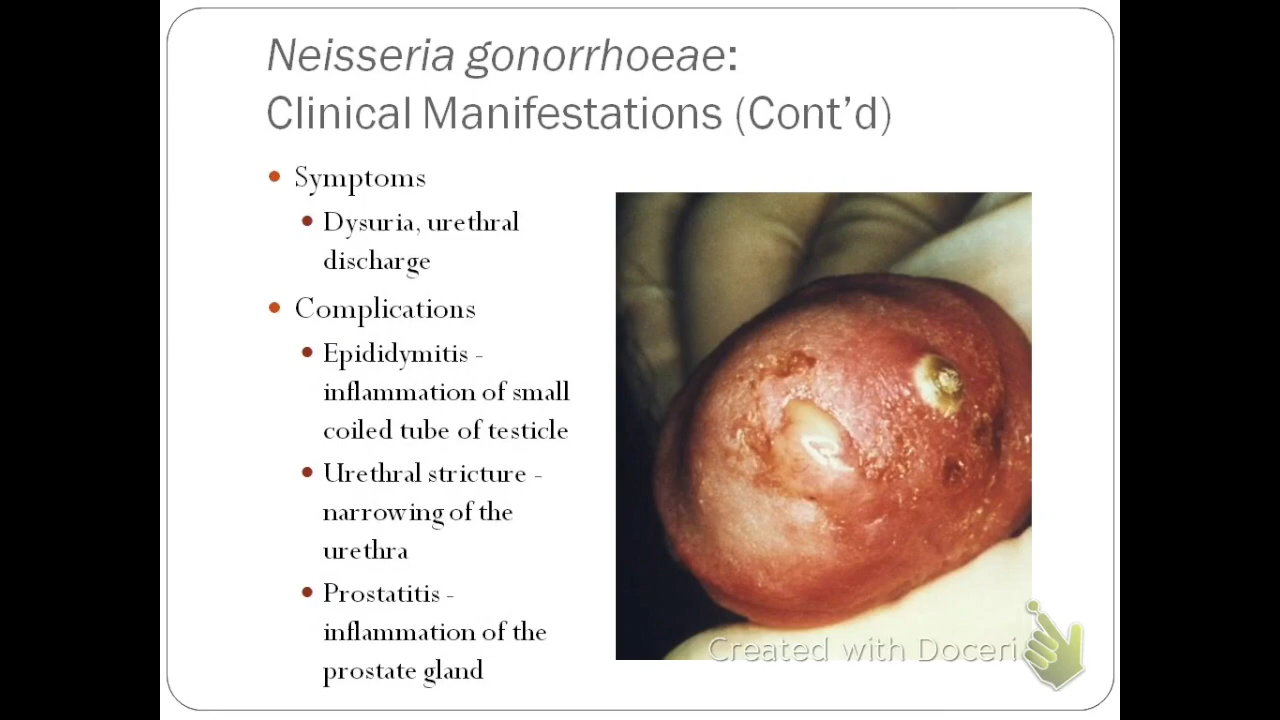 Neisseria gonorrhoeae:
Clinical Manifestations (Cont’d)
• Symptoms
• Dysuria, urethral
discharge
• Complications
• Epididymitis -
inflammation of small
coiled tube of testicle
• Urethral stricture -
narrowing of the
urethra
• Prostatitis -
inflammation of the
prostate gland
Created with Doceri